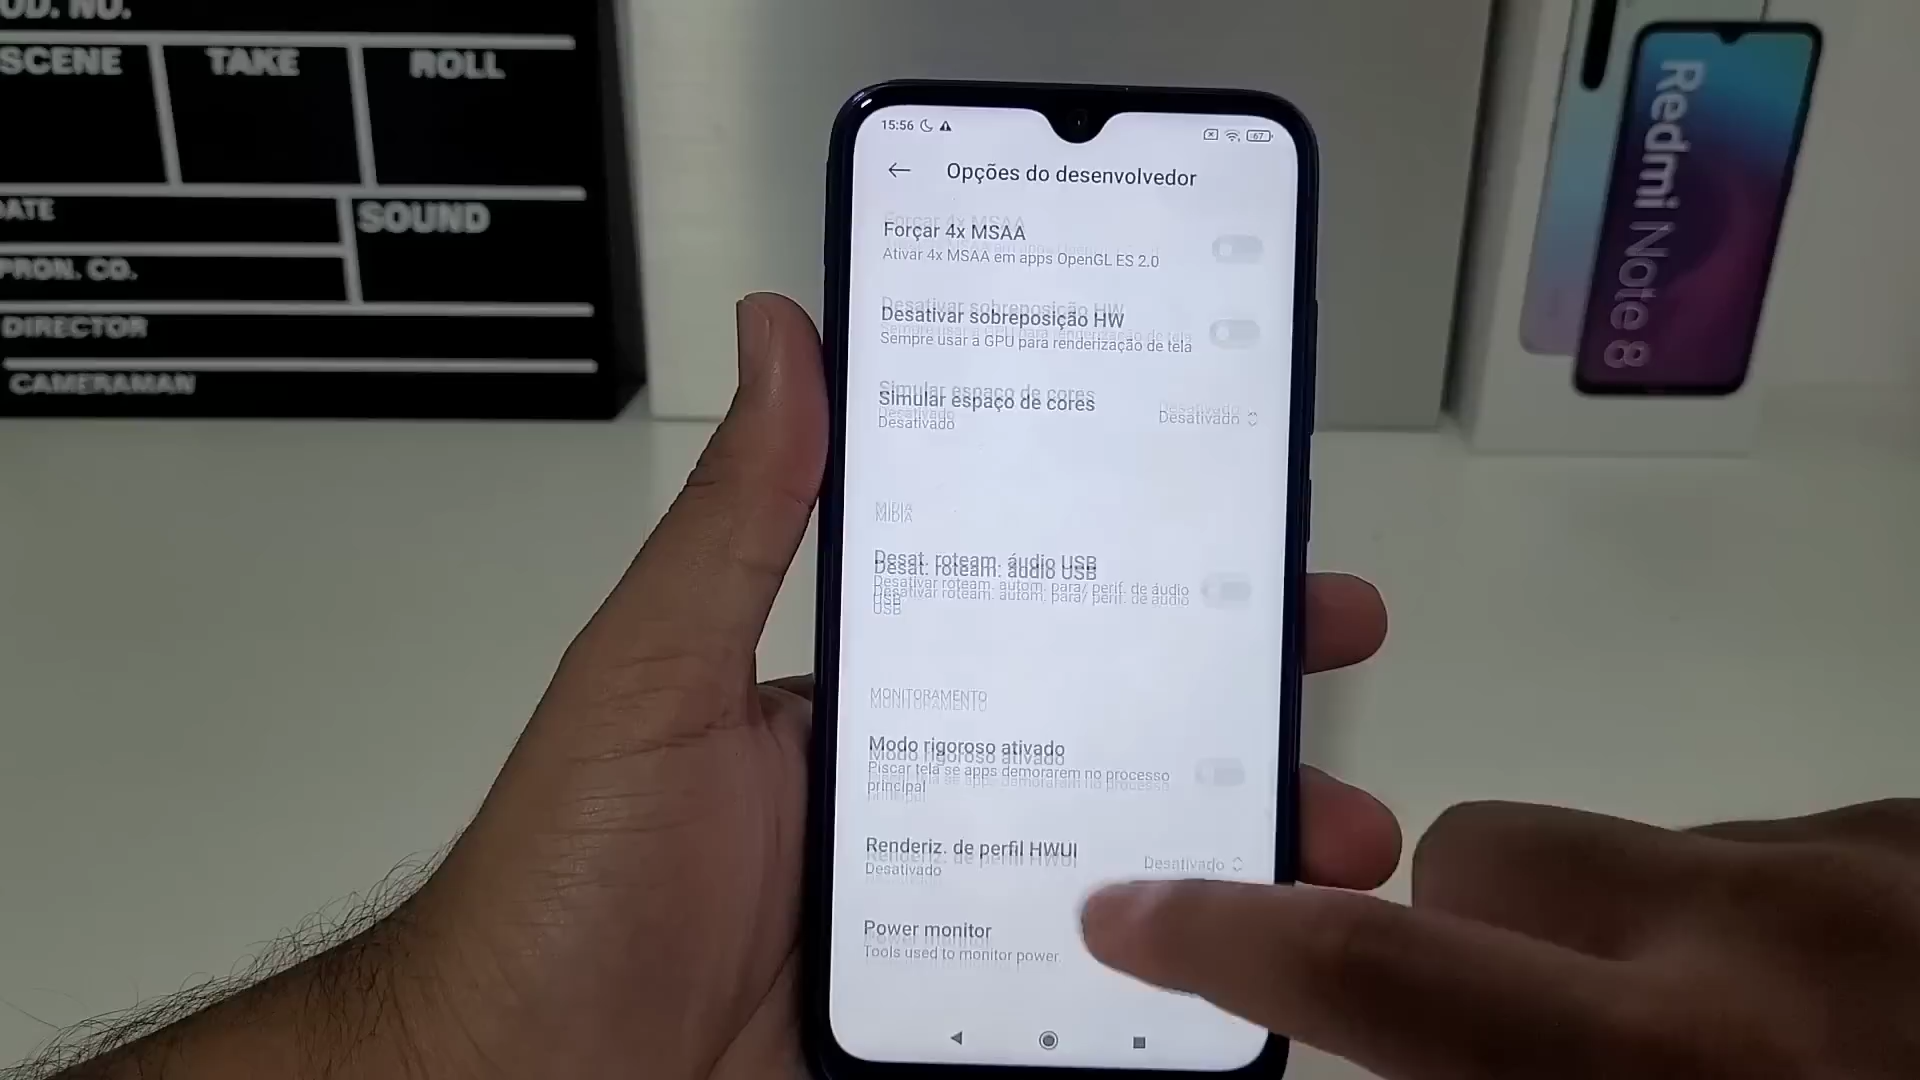 OD. NO.
SCENE
TAKE
ROLL
DATE
SOUND
PRON. CO.
DIRECTOR
CAMERAMAN
Redmi Note 8
15:56
67
Opções do desenvolvedor
Forçar 4x MSAA
Ativar 4x MSAA em apps OpenGL ES 2.0
Desativar sobreposição HW
Sempre usar a GPU para renderização de tela
Simular espaço de cores
Desativado
Desativado
MÍDIA
Desat. roteam. áudio USB
Desativar roteam. autom. para/ perif. de áudio
USB
MONITORAMENTO
Modo rigoroso ativado
Piscar tela se apps demorarem no processo
principal
Renderiz. de perfil HWUI
Desativado
Desativado
Power monitor
Tools used to monitor power.